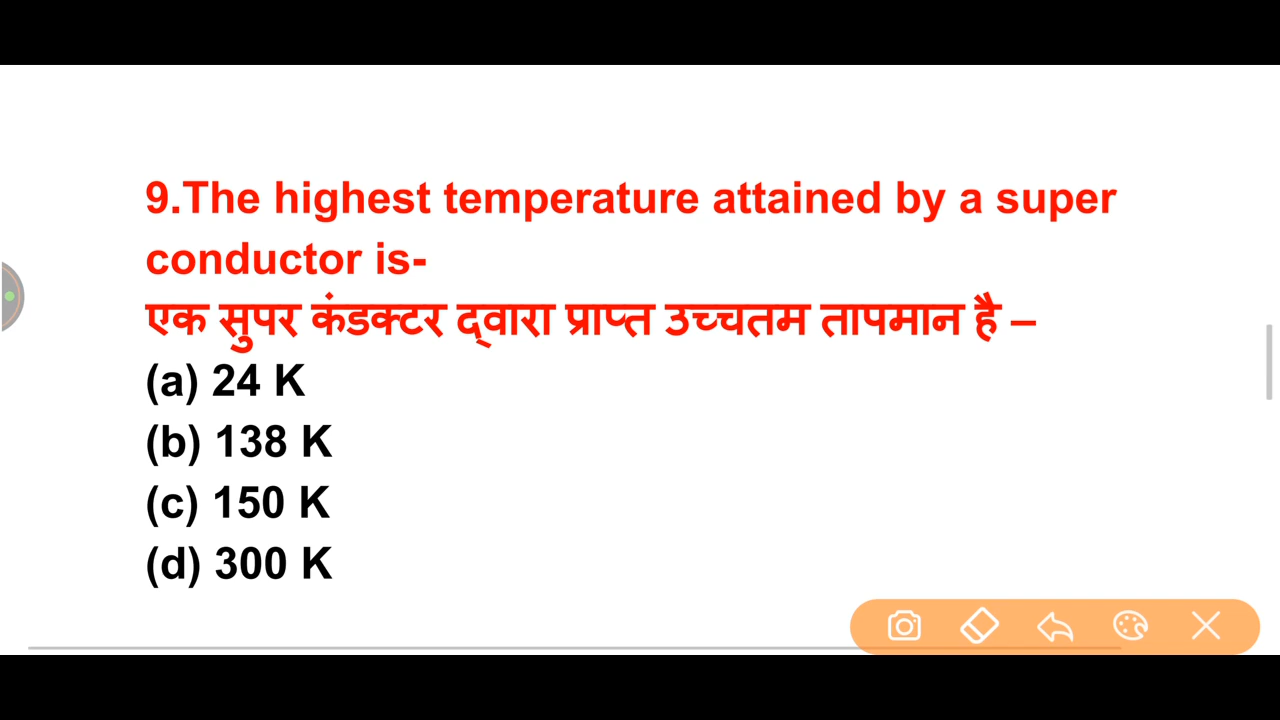 9.The highest temperature attained by a super
conductor is-
एक सुपर कंडक्टर द्वारा प्राप्त उच्चतम तापमान है –
(a) 24 K
(b) 138 K
(c) 150 K
(d) 300 K